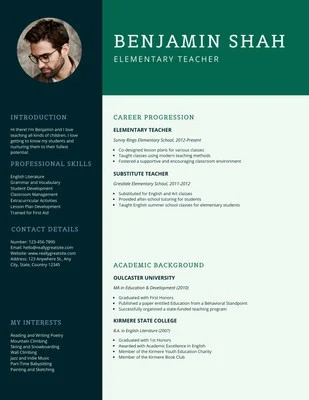 BENJAMIN SHAH
ELEMENTARY TEACHER
INTRODUCTION
Hi there! I'm Benjamin and I love
teaching all kinds of children. I love
getting to know my students and
nurturing them to their fullest
potential
PROFESSIONAL SKILLS
English Literature
Grammar and Vocabulary
Student Development
Classroom Management
Extracurricular Activities
Lesson Plan Development
Trained for First Aid
CONTACT DETAILS
Number: 123-456-7890
Email: hello@reallygreatsite.com
Website: www.reallygreatsite.com
Address: 123 Anywhere St., Any
City, State, Country 12345
MY INTERESTS
Reading and Writing Poetry
Mountain Climbing
Skiing and Snowboarding
Wall Climbing
Jazz and Indie Music
Part-Time Babysitting
Painting and Sketching
CAREER PROGRESSION
ELEMENTARY TEACHER
Sunny Rings Elementary School, 2012-Present
• Co-designed lesson plans for various classes
• Taught classes using modern teaching methods
• Fostered a supportive and encouraging classroom environment
SUBSTITUTE TEACHER
Gresdale Elementary School, 2011-2012
• Substituted for English and Art classes
• Provided after-school tutoring for students
• Taught English summer school classes for elementary students
ACADEMIC BACKGROUND
OULCASTER UNIVERSITY
MA in Education & Development (2010)
• Graduated with First Honors
• Published a paper entitled Education from a Behavioral Standpoint
• Successfully organized a state-funded teaching program
KIRMERE STATE COLLEGE
B.A. in English Literature (2007)
• Graduated with 1st Honors
• Awarded with Academic Excellence in English
• Member of the Kirmere Youth Education Charity
• Member of the Kirmere Book Club